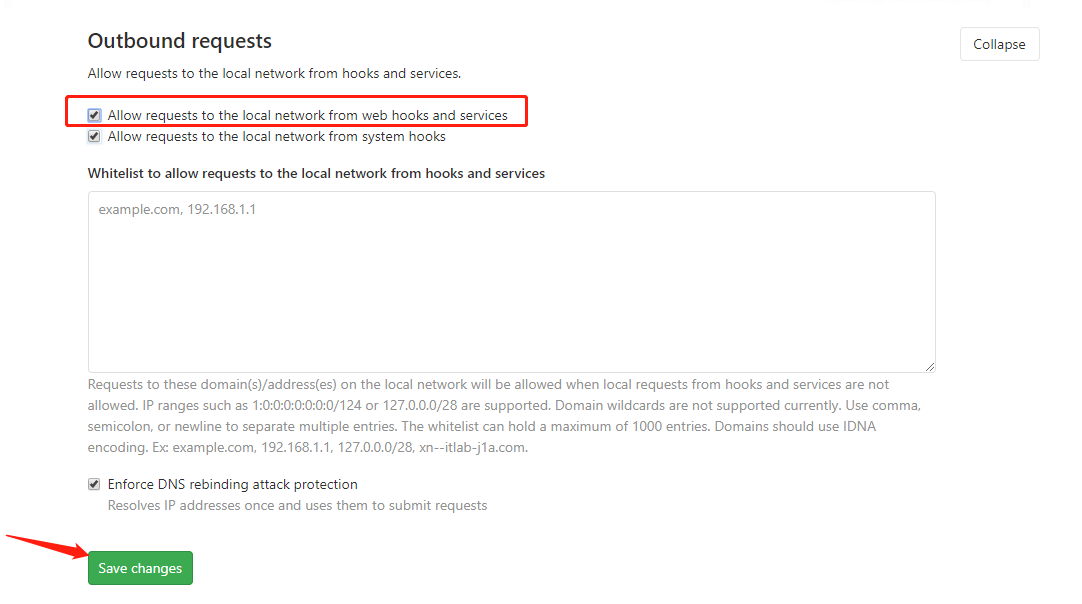 Outbound requests
Collapse
Allow requests to the local network from hooks and services.
Allow requests to the local network from web hooks and services
Allow requests to the local network from system hooks
Whitelist to allow requests to the local network from hooks and services
example.com, 192.168.1.1
Requests to these domain(s)/address(es) on the local network will be allowed when local requests from hooks and services are not
allowed. IP ranges such as 1:0:0:0:0:0:0:0/124 or 127.0.0.0/28 are supported. Domain wildcards are not supported currently. Use comma,
semicolon, or newline to separate multiple entries. The whitelist can hold a maximum of 1000 entries. Domains should use IDNA
encoding. Ex: example.com, 192.168.1.1, 127.0.0.0/28, xn--itlab-j1a.com.
Enforce DNS rebinding attack protection
Resolves IP addresses once and uses them to submit requests
Save changes